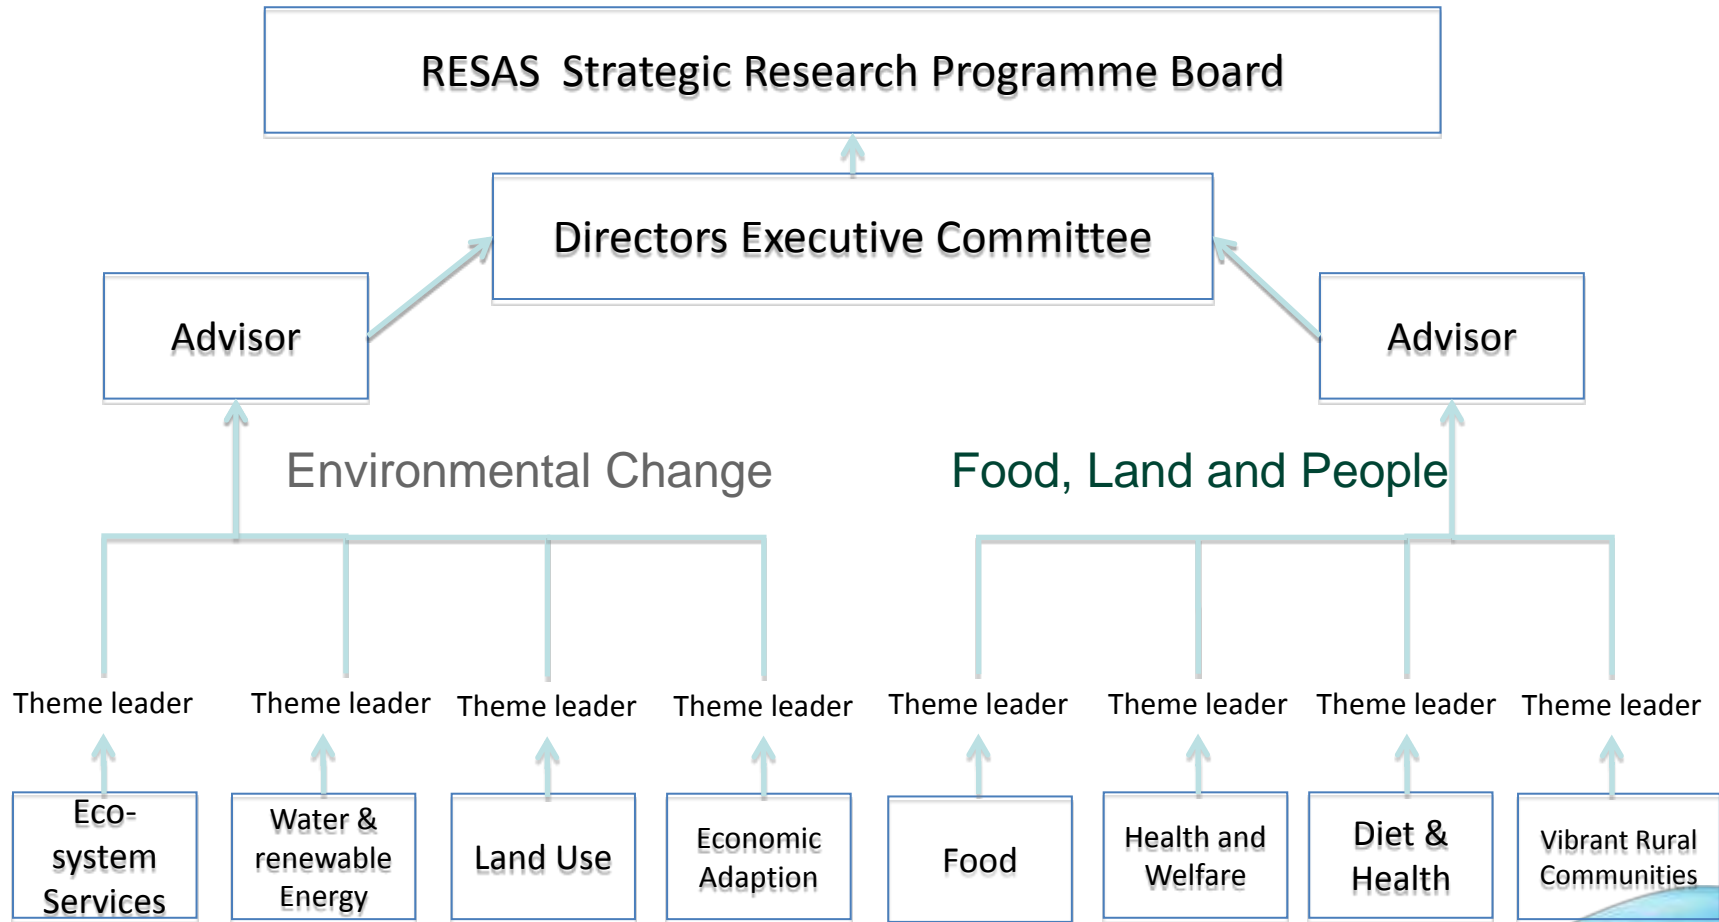 RESAS Strategic Research Programme Board
Directors Executive Committee
Advisor
Advisor
Environmental Change
Food, Land and People
Theme leader
Theme leader
Theme leader
Theme leader
Theme leader
Theme leader
Theme leader
Theme leader
Eco-
system
Services
Water &
renewable
Energy
Land Use
Economic
Adaption
Food
Health and
Welfare
Diet &
Health
Vibrant Rural
Communities